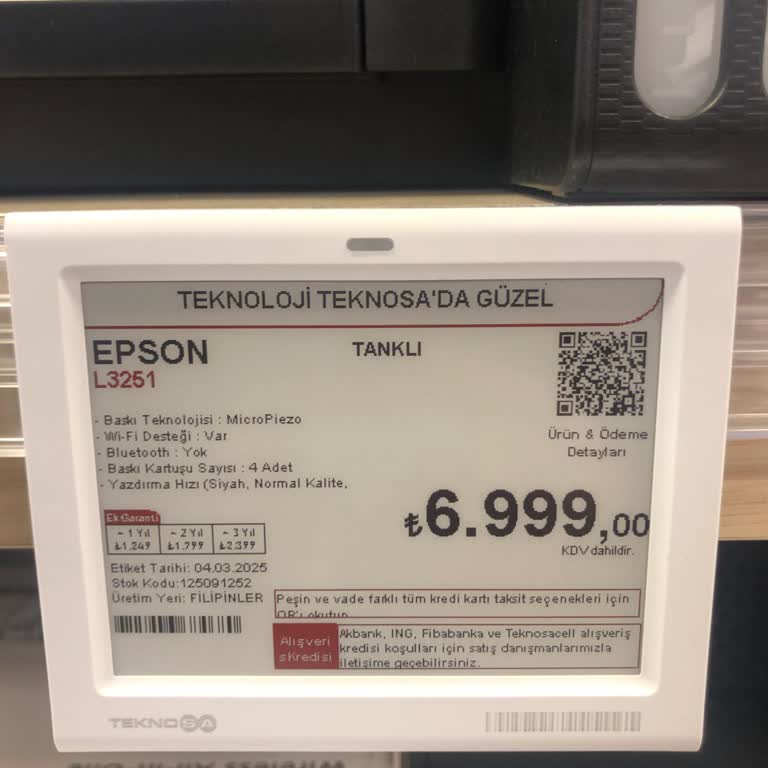 TEKNOLOJİ TEKNOSA'DA GÜZEL
EPSON
TANKLI
L3251
- Baskı Teknolojisi : MicroPiezo
- Wi-Fi Desteği : Var
- Bluetooth : Yok
- Baskı Kartuşu Sayısı : 4 Adet
- Yazdırma Hızı (Siyah, Normal Kalite,
Ürün & Ödeme
Detayları
₺6.999,00
KDV dahildir.
Ek Garanti
~ 1 Yıl ~ 2 Yıl ~ 3 Yıl
₺1.249 ₺1.799 ₺2.399
Etiket Tarihi: 04.03.2025
Stok Kodu:125091252
Üretim Yeri: FİLİPİNLER
Peşin ve vade farklı tüm kredi kartı taksit seçenekleri için
QR'ı okutun
Alışveri
sKredisi
Akbank, ING, Fibabanka ve Teknosacell alışveriş
kredisi koşulları için satış danışmanlarımızla
iletişime geçebilirsiniz.
TEKNOSA